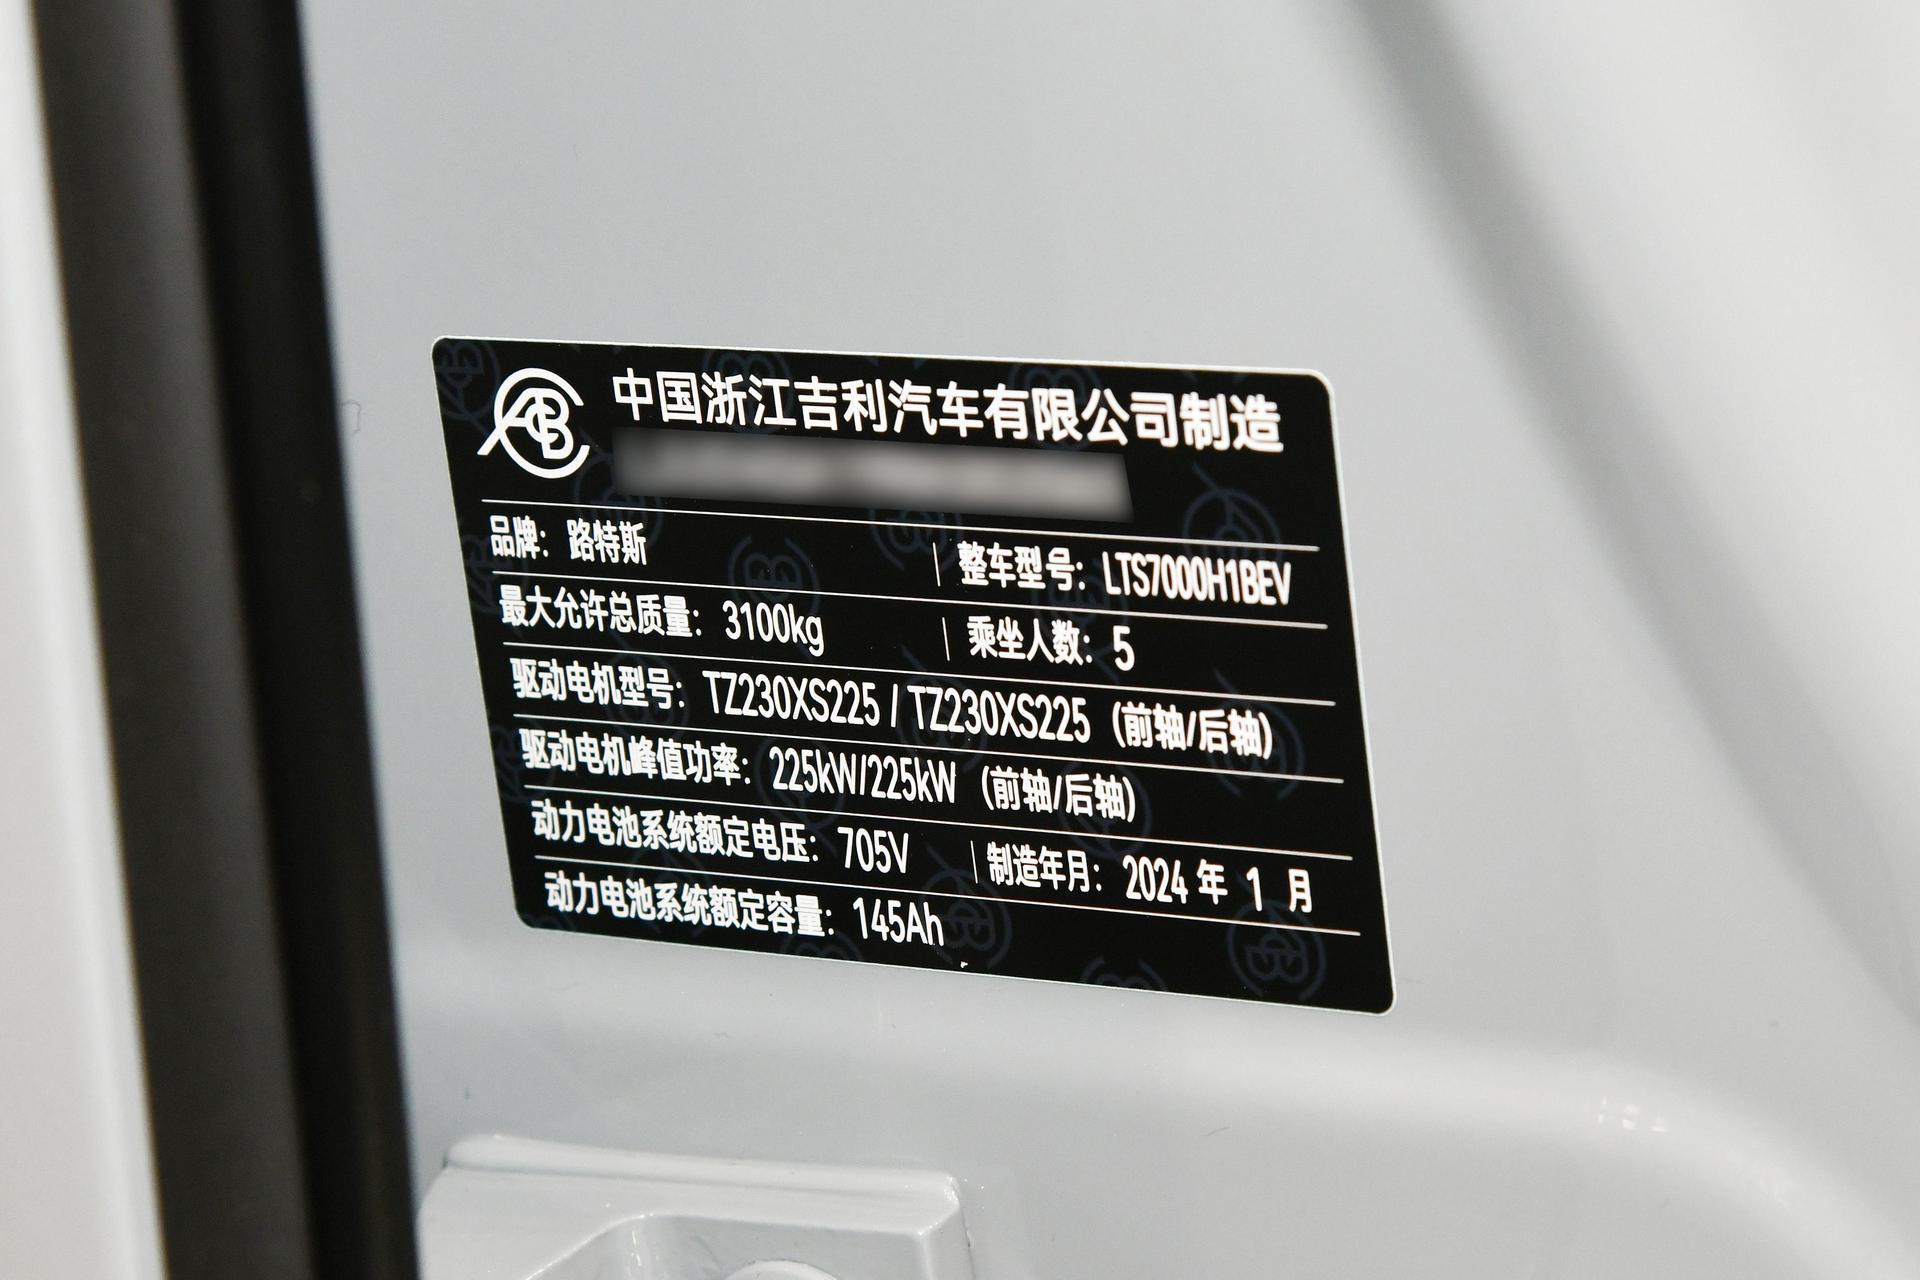 中国浙江吉利汽车有限公司制造
品牌：路特斯 整车型号：LTS7000H1BEV
最大允许总质量：3100kg 乘坐人数：5
驱动电机型号：TZ230XS225 / TZ230XS225（前轴/后轴）
驱动电机峰值功率：225kW/225kW（前轴/后轴）
动力电池系统额定电压：705V 制造年月：2024 年 1 月
动力电池系统额定容量：145Ah